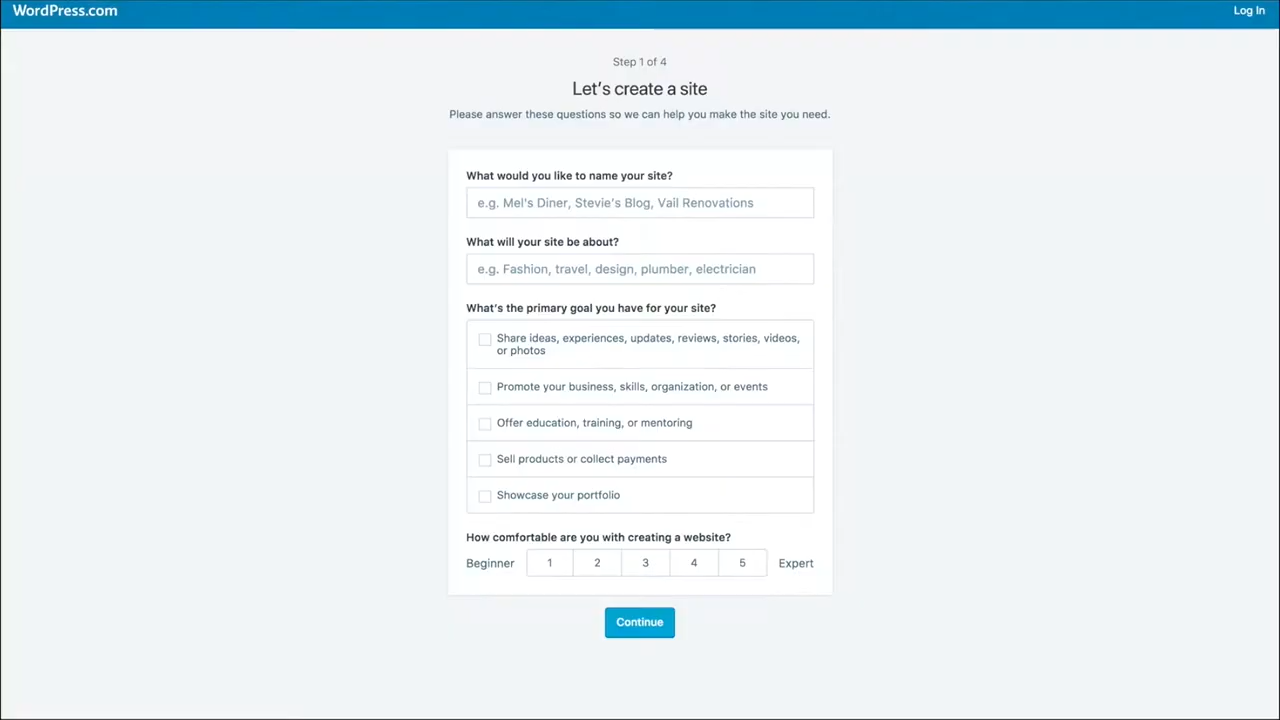 WordPress.com
Log In
Step 1 of 4
Let's create a site
Please answer these questions so we can help you make the site you need.
What would you like to name your site?
e.g. Mel's Diner, Stevie's Blog, Vail Renovations
What will your site be about?
e.g. Fashion, travel, design, plumber, electrician
What's the primary goal you have for your site?
Share ideas, experiences, updates, reviews, stories, videos,
or photos
Promote your business, skills, organization, or events
Offer education, training, or mentoring
Sell products or collect payments
Showcase your portfolio
How comfortable are you with creating a website?
Beginner 1 2 3 4 5 Expert
Continue